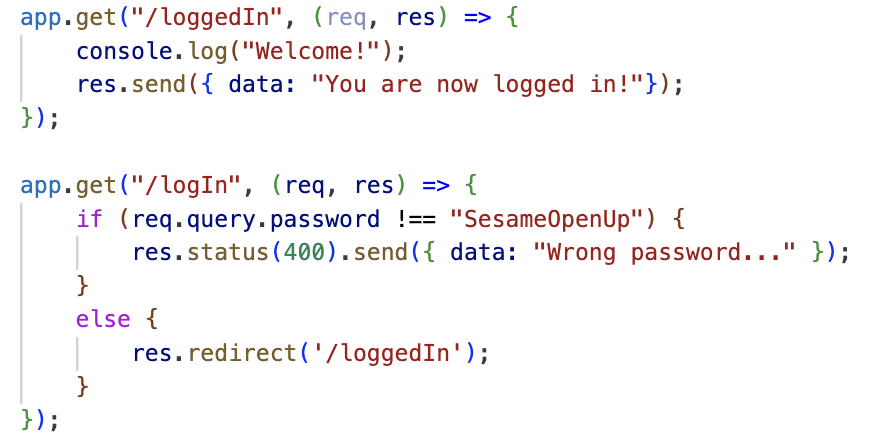 app.get("/loggedIn", (req, res) => {
    console.log("Welcome!");
    res.send({ data: "You are now logged in!"});
});

app.get("/logIn", (req, res) => {
    if (req.query.password !== "SesameOpenUp") {
        res.status(400).send({ data: "Wrong password..." });
    }
    else {
        res.redirect('/loggedIn');
    }
});